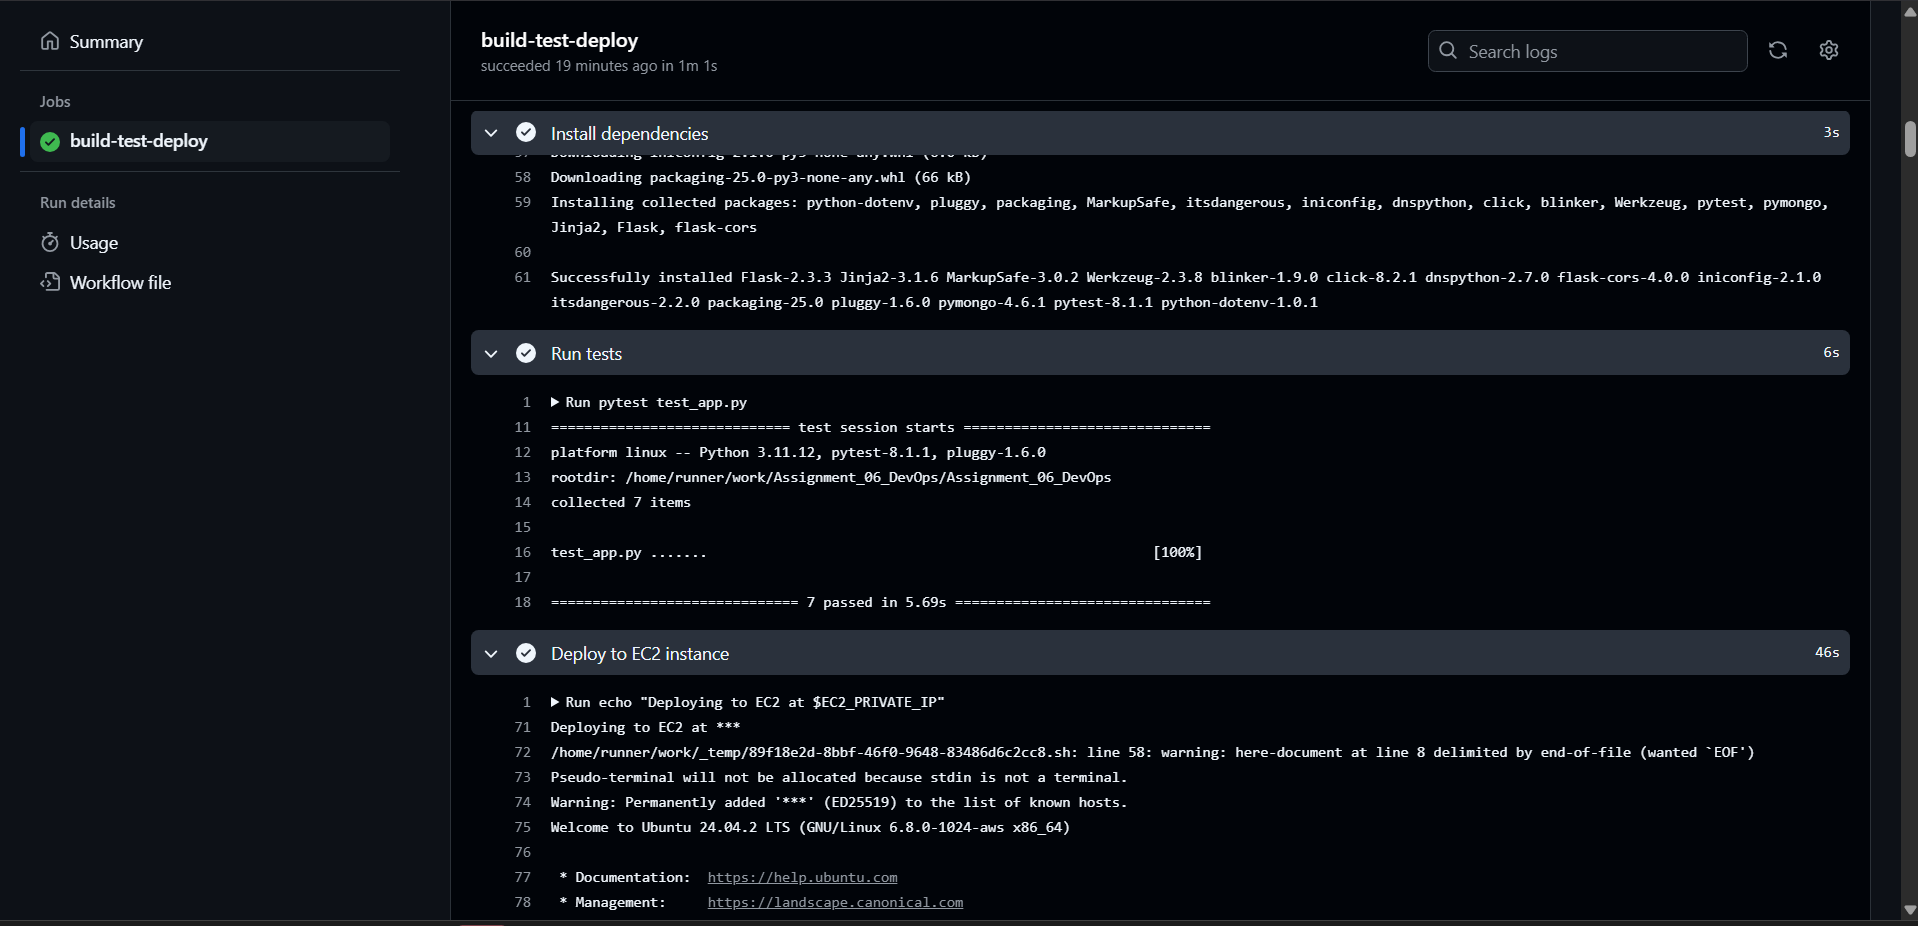 Summary
Jobs
build-test-deploy
Run details
Usage
Workflow file
build-test-deploy
succeeded 19 minutes ago in 1m 1s
Search logs
Install dependencies 3s
58 Downloading packaging-25.0-py3-none-any.whl (66 kB)
59 Installing collected packages: python-dotenv, pluggy, packaging, MarkupSafe, itsdangerous, iniconfig, dnspython, click, blinker, Werkzeug, pytest, pymongo,
Jinja2, Flask, flask-cors
60
61 Successfully installed Flask-2.3.3 Jinja2-3.1.6 MarkupSafe-3.0.2 Werkzeug-2.3.8 blinker-1.9.0 click-8.2.1 dnspython-2.7.0 flask-cors-4.0.0 iniconfig-2.1.0
itsdangerous-2.2.0 packaging-25.0 pluggy-1.6.0 pymongo-4.6.1 pytest-8.1.1 python-dotenv-1.0.1
Run tests 6s
1 Run pytest test_app.py
11 ============================= test session starts ==============================
12 platform linux -- Python 3.11.12, pytest-8.1.1, pluggy-1.6.0
13 rootdir: /home/runner/work/Assignment_06_DevOps/Assignment_06_DevOps
14 collected 7 items
15
16 test_app.py ....... [100%]
17
18 ============================== 7 passed in 5.69s ===============================
Deploy to EC2 instance 46s
1 Run echo "Deploying to EC2 at $EC2_PRIVATE_IP"
71 Deploying to EC2 at ***
72 /home/runner/work/_temp/89f18e2d-8bbf-46f0-9648-83486d6c2cc8.sh: line 58: warning: here-document at line 8 delimited by end-of-file (wanted `EOF')
73 Pseudo-terminal will not be allocated because stdin is not a terminal.
74 Warning: Permanently added '***' (ED25519) to the list of known hosts.
75 Welcome to Ubuntu 24.04.2 LTS (GNU/Linux 6.8.0-1024-aws x86_64)
76
77 * Documentation: https://help.ubuntu.com
78 * Management: https://landscape.canonical.com